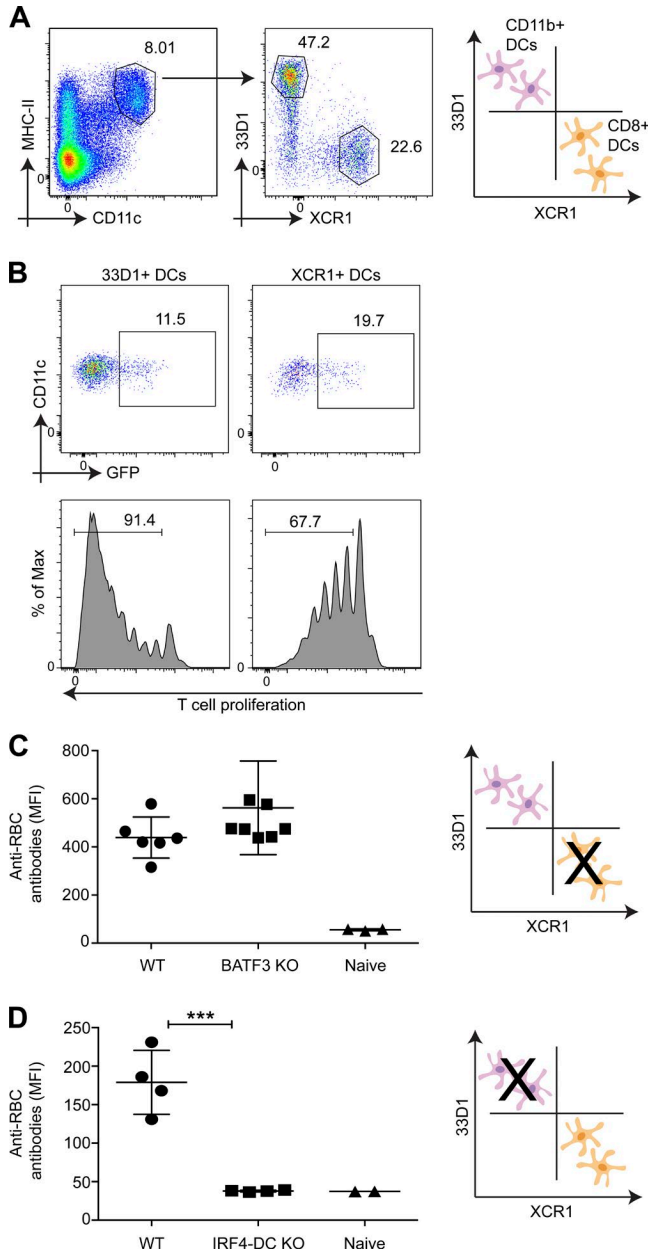 A
8.01
MHC-II
0
0
CD11c
47.2
22.6
33D1
0
0
XCR1
CD11b+
DCs
CD8+
DCs
33D1
XCR1
B
33D1+ DCs
XCR1+ DCs
11.5
19.7
CD11c
0
0
0
GFP
91.4
67.7
% of Max
0
0
0
0
T cell proliferation
C
Anti-RBC
antibodies (MFI)
800
600
400
200
0
WT
BATF3 KO
Naive
33D1
X
XCR1
D
Anti-RBC
antibodies (MFI)
250
200
150
100
50
0
***
WT
IRF4-DC KO
Naive
33D1
X
XCR1